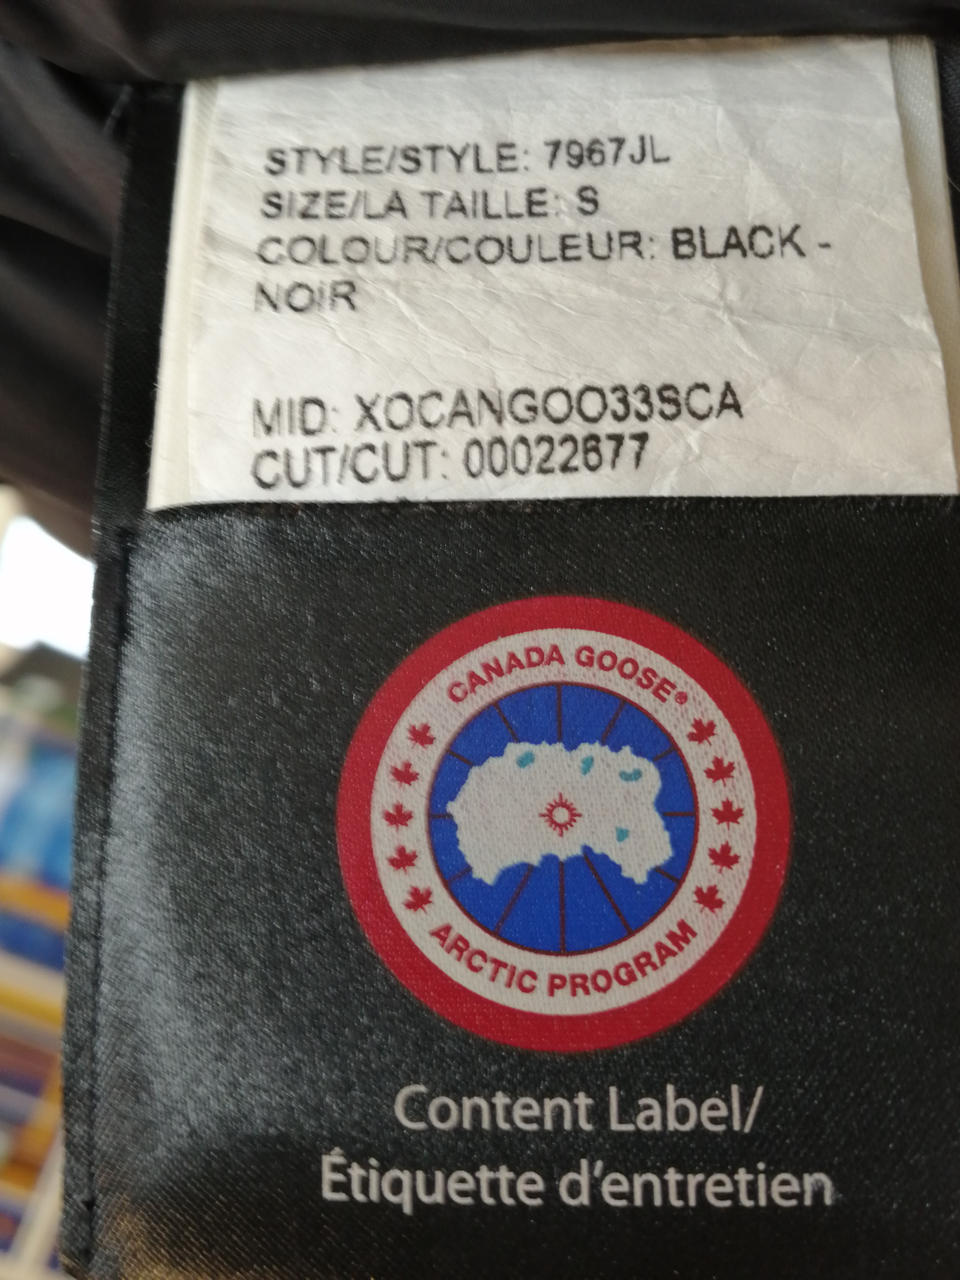 STYLE/STYLE: 7967JL
SIZE/LA TAILLE: S
COLOUR/COULEUR: BLACK -
NOIR
MID: XOCANGOO33SCA
CUT/CUT: 00022677
CANADA GOOSE®
ARCTIC PROGRAM
Content Label/
Étiquette d'entretien